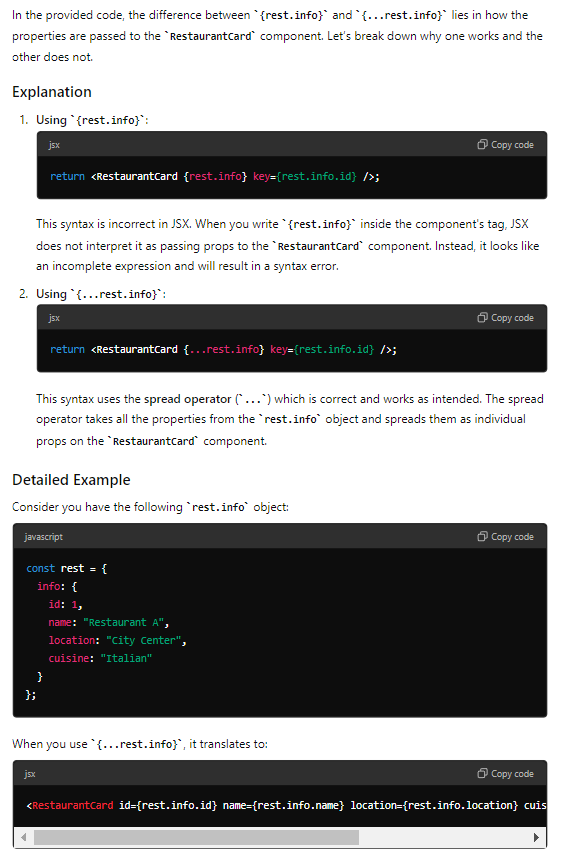 In the provided code, the difference between `{rest.info}` and `{...rest.info}` lies in how the
properties are passed to the `RestaurantCard` component. Let's break down why one works and the
other does not.
Explanation
1. Using `{rest.info}`:
jsx
Copy code
return <RestaurantCard {rest.info} key={rest.info.id} />;
This syntax is incorrect in JSX. When you write `{rest.info}` inside the component's tag, JSX
does not interpret it as passing props to the `RestaurantCard` component. Instead, it looks like
an incomplete expression and will result in a syntax error.
2. Using `{...rest.info}`:
jsx
Copy code
return <RestaurantCard {...rest.info} key={rest.info.id} />;
This syntax uses the spread operator (`...`) which is correct and works as intended. The spread
operator takes all the properties from the `rest.info` object and spreads them as individual
props on the `RestaurantCard` component.
Detailed Example
Consider you have the following `rest.info` object:
javascript
Copy code
const rest = {
info: {
id: 1,
name: "Restaurant A",
location: "City Center",
cuisine: "Italian"
}
};
When you use `{...rest.info}`, it translates to:
jsx
Copy code
<RestaurantCard id={rest.info.id} name={rest.info.name} location={rest.info.location} cuis